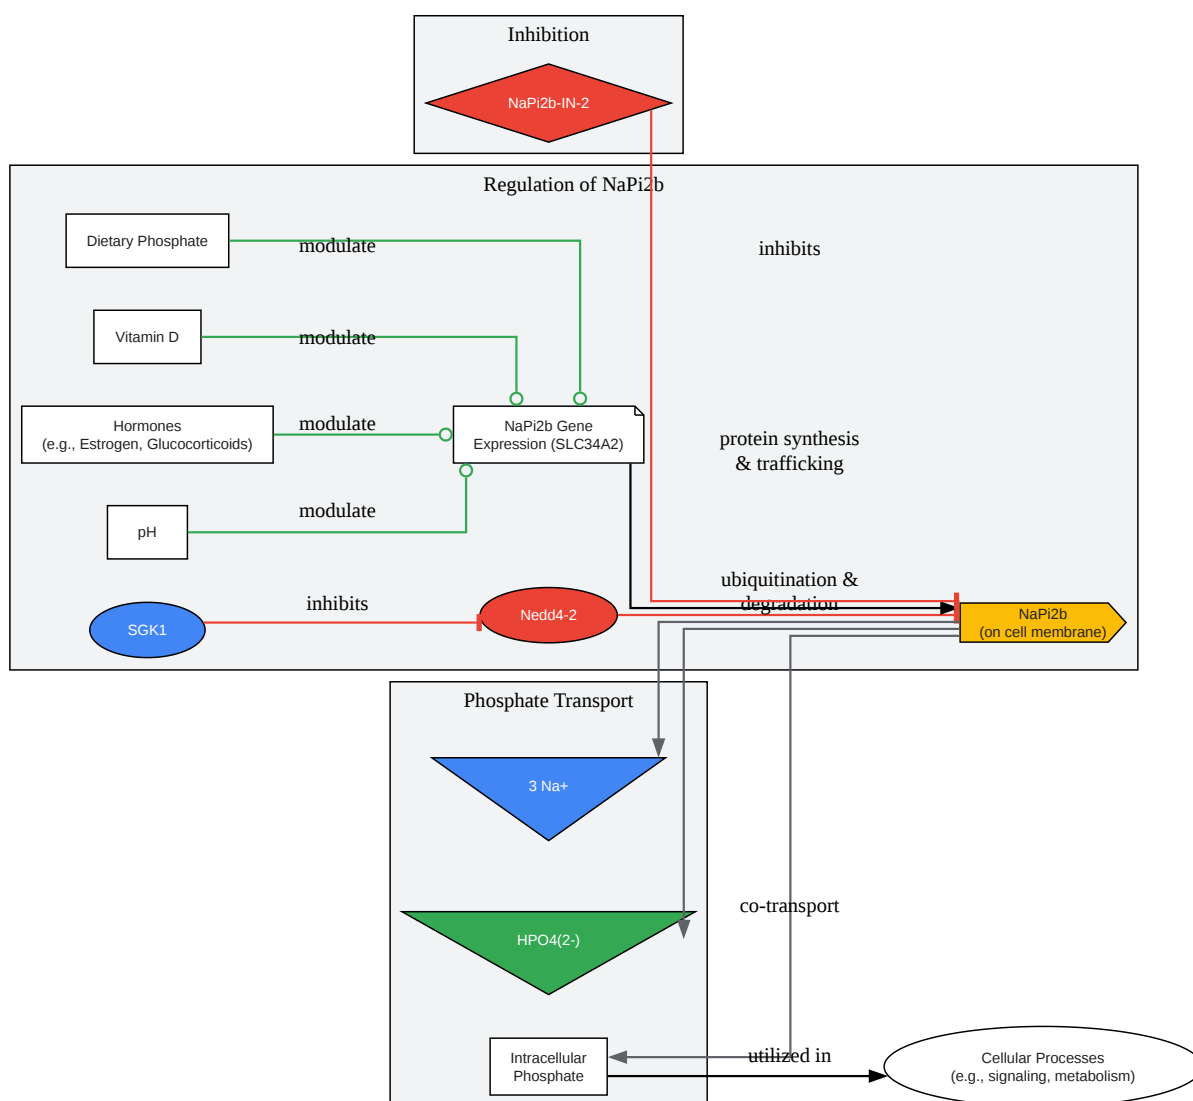 Inhibition
NaPi2b-IN-2
Regulation of NaPi2b
Dietary Phosphate
modulate
inhibits
Vitamin D
modulate
Hormones
(e.g., Estrogen, Glucocorticoids)
modulate
NaPi2b Gene
Expression (SLC34A2)
protein synthesis
& trafficking
pH
modulate
SGK1
inhibits
Nedd4-2
ubiquitination &
degradation
NaPi2b
(on cell membrane)
Phosphate Transport
3 Na+
HPO4(2-)
co-transport
Intracellular
Phosphate
utilized in
Cellular Processes
(e.g., signaling, metabolism)